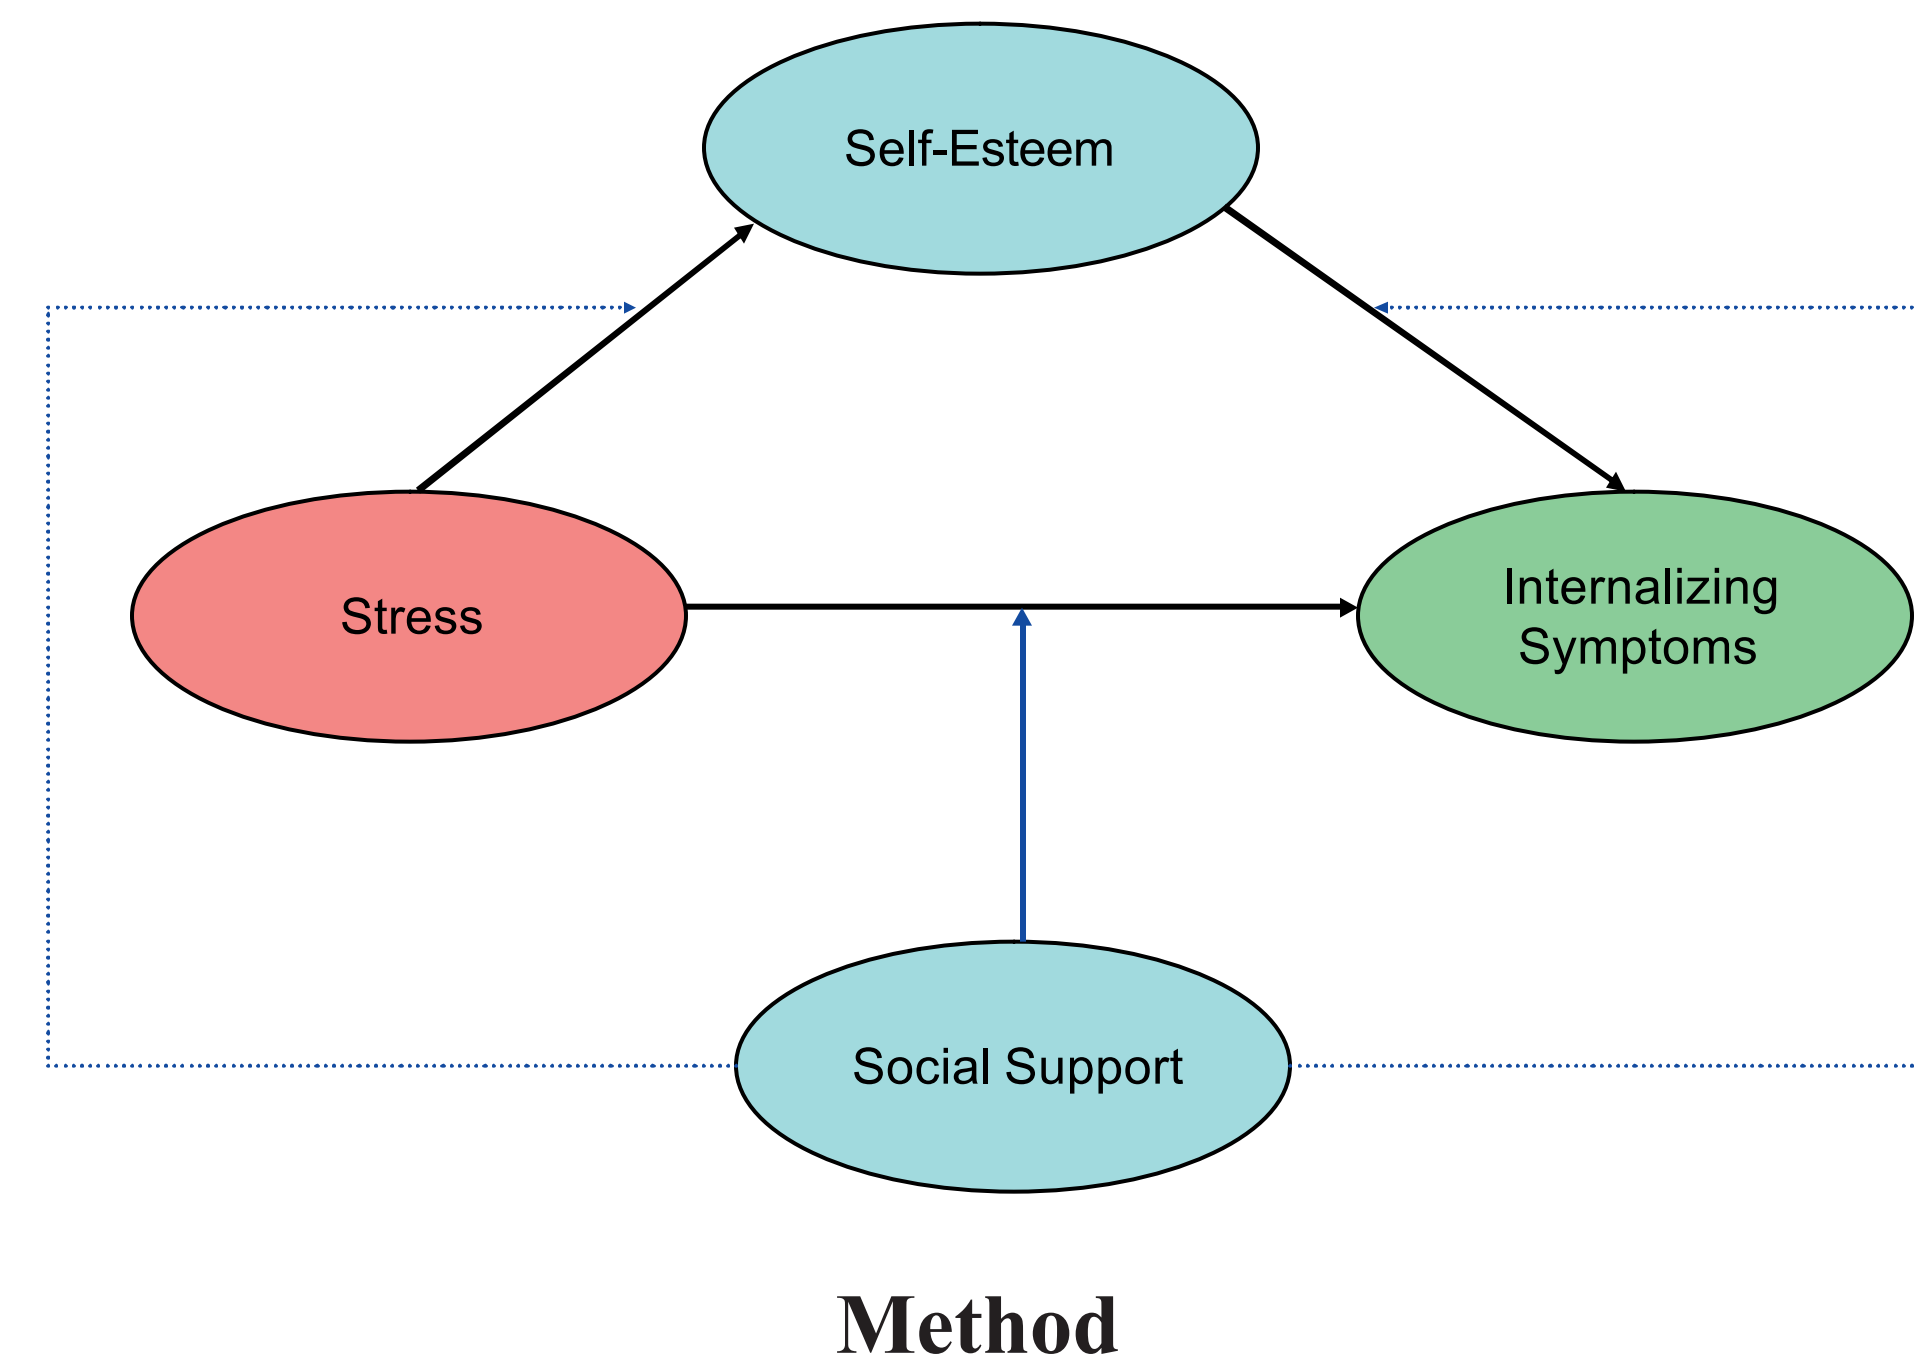 Self-Esteem
Stress
Internalizing
Symptoms
Social Support
Method